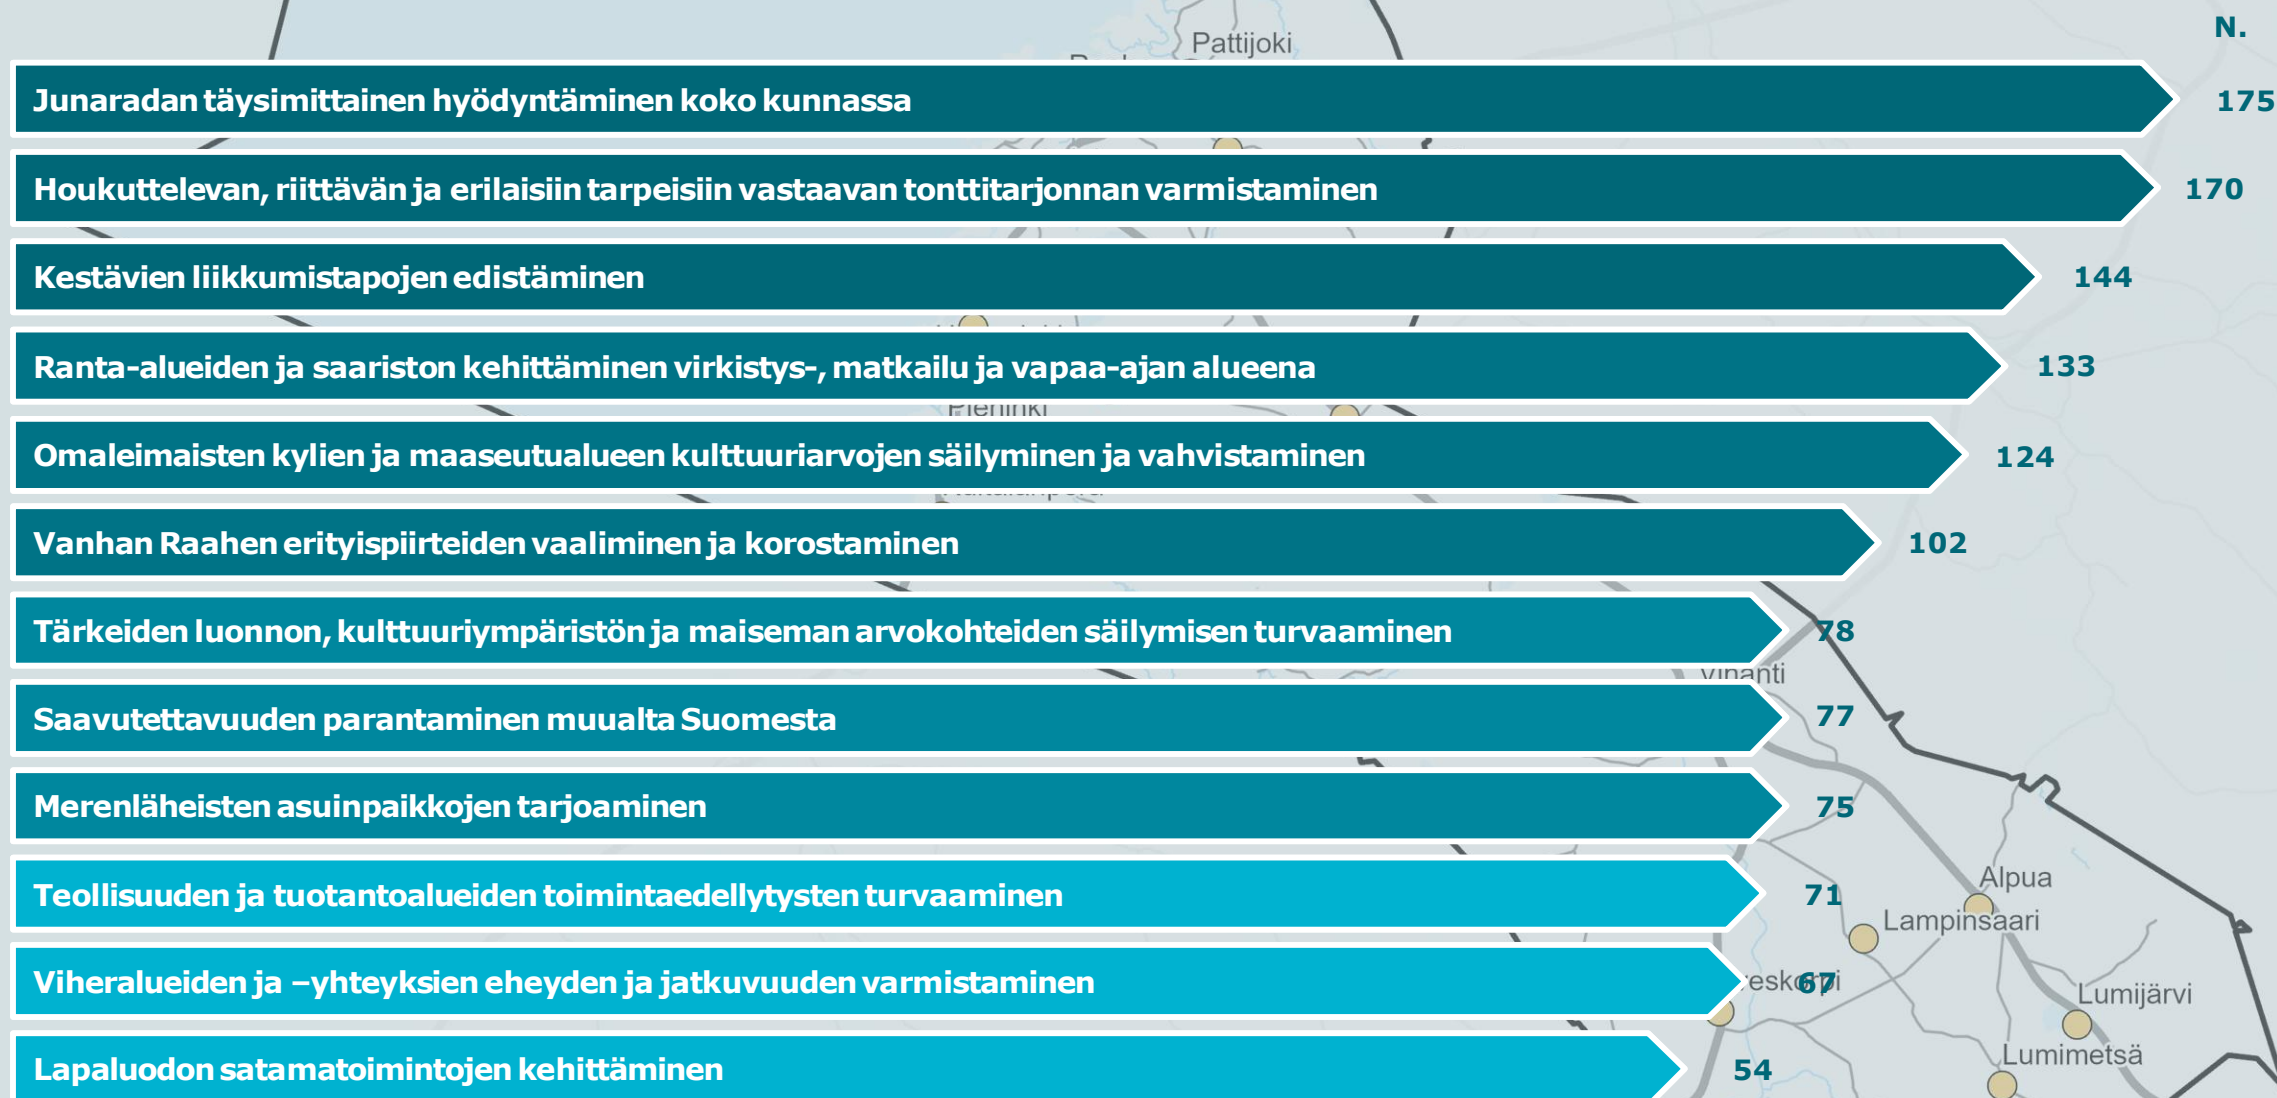 N.
Pattijoki
Junaradan täysimittainen hyödyntäminen koko kunnassa 175
Houkuttelevan, riittävän ja erilaisiin tarpeisiin vastaavan tonttitarjonnan varmistaminen 170
Kestävien liikkumistapojen edistäminen 144
Ranta-alueiden ja saariston kehittäminen virkistys-, matkailu ja vapaa-ajan alueena 133
Pieninki
Omaleimaisten kylien ja maaseutualueen kulttuuriarvojen säilyminen ja vahvistaminen 124
Vanhan Raahen erityispiirteiden vaaliminen ja korostaminen 102
Tärkeiden luonnon, kulttuuriympäristön ja maiseman arvokohteiden säilymisen turvaaminen 78
Vihanti
Saavutettavuuden parantaminen muualta Suomesta 77
Merenläheisten asuinpaikkojen tarjoaminen 75
Alpua
Teollisuuden ja tuotantoalueiden toimintaedellytysten turvaaminen 71
Lampinsaari
Viheralueiden ja –yhteyksien eheyden ja jatkuvuuden varmistaminen 67
Lumijärvi
Lumimetsä
Lapaluodon satamatoimintojen kehittäminen 54